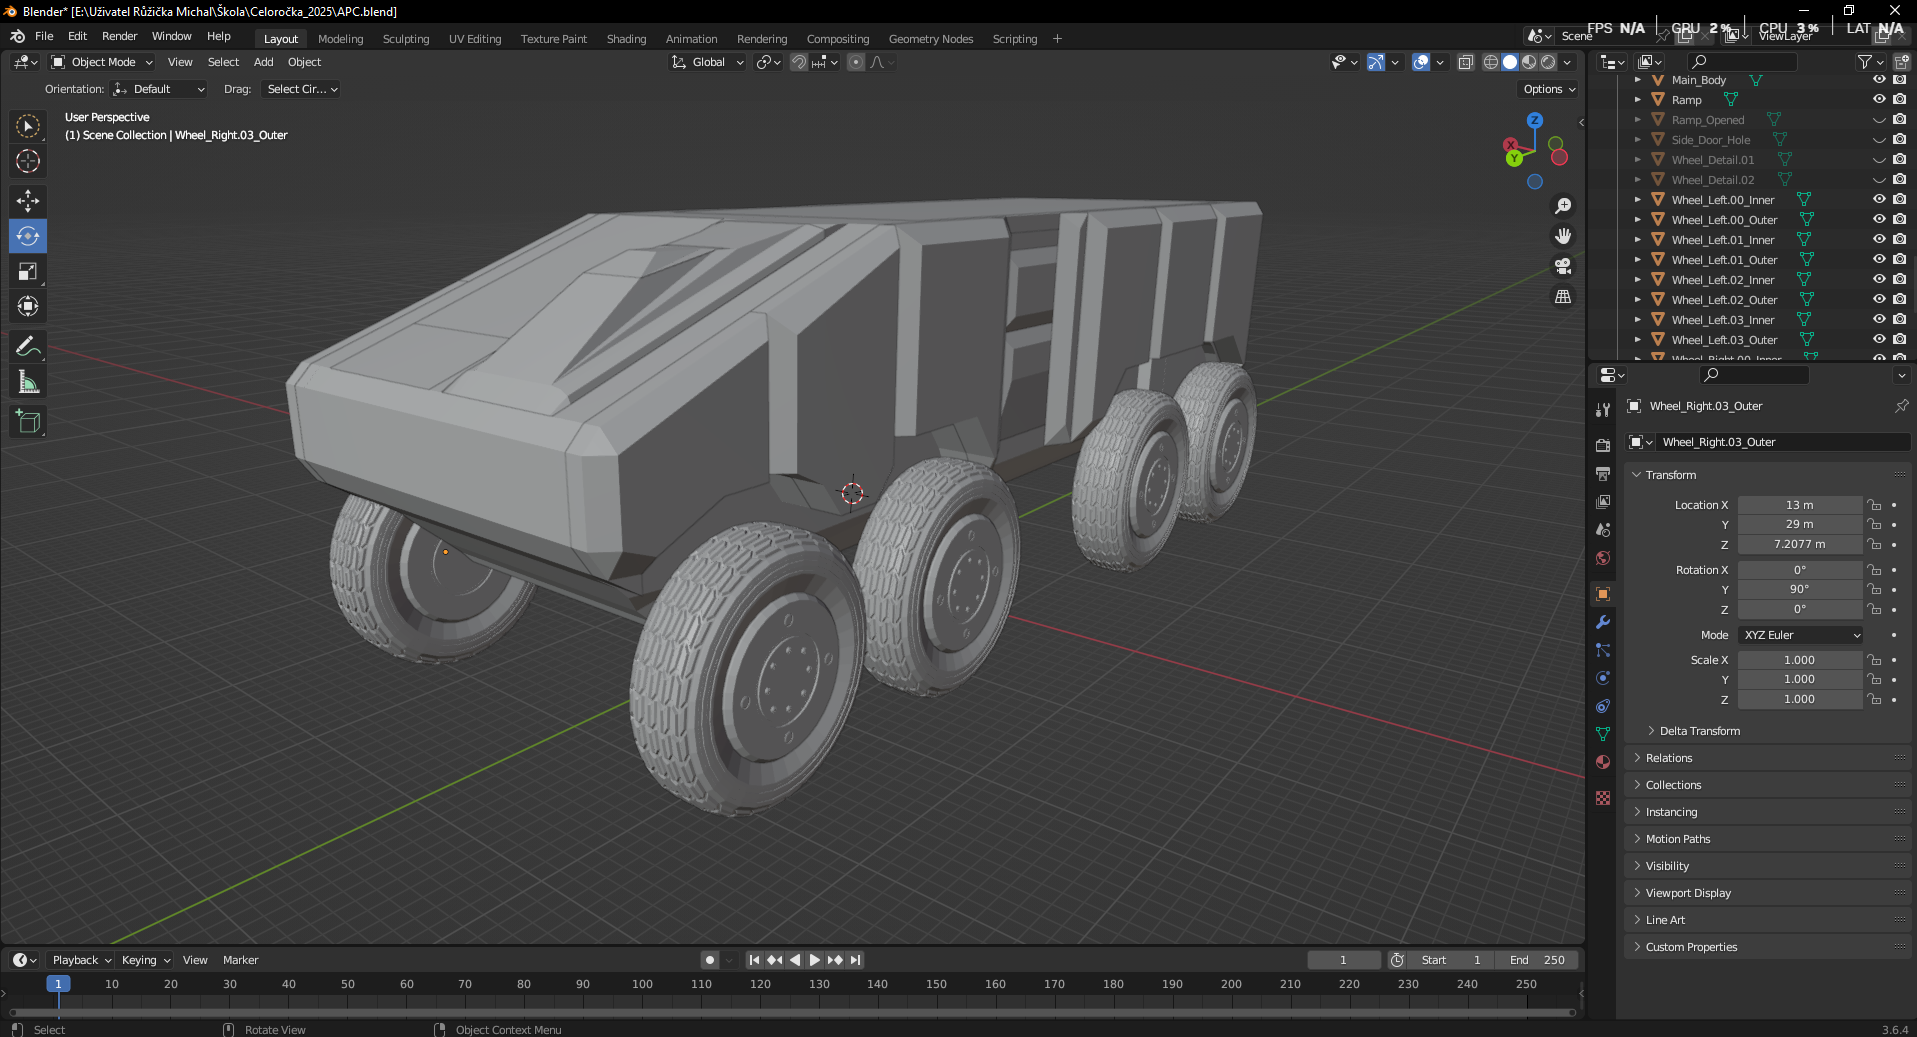 Blender* [E:\Uživatel Růžička Michal\Škola\Celoročka_2025\APC.blend]
FPS N/A GRU 2 % CPU 3 % LAT N/A
File Edit Render Window Help Layout Modeling Sculpting UV Editing Texture Paint Shading Animation Rendering Compositing Geometry Nodes Scripting + Scene ViewLayer
Object Mode View Select Add Object Global
Orientation: Default Drag: Select Cir... Options
User Perspective
(1) Scene Collection | Wheel_Right.03_Outer
Z
X
Y
Main_Body
Ramp
Ramp_Opened
Side_Door_Hole
Wheel_Detail.01
Wheel_Detail.02
Wheel_Left.00_Inner
Wheel_Left.00_Outer
Wheel_Left.01_Inner
Wheel_Left.01_Outer
Wheel_Left.02_Inner
Wheel_Left.02_Outer
Wheel_Left.03_Inner
Wheel_Left.03_Outer
Wheel_Right.00_Inner
Wheel_Right.03_Outer
Wheel_Right.03_Outer
Transform
Location X 13 m
Y 29 m
Z 7.2077 m
Rotation X 0°
Y 90°
Z 0°
Mode XYZ Euler
Scale X 1.000
Y 1.000
Z 1.000
Delta Transform
Relations
Collections
Instancing
Motion Paths
Visibility
Viewport Display
Line Art
Custom Properties
Playback Keying View Marker 1 Start 1 End 250
1 10 20 30 40 50 60 70 80 90 100 110 120 130 140 150 160 170 180 190 200 210 220 230 240 250
Select Rotate View Object Context Menu 3.6.4